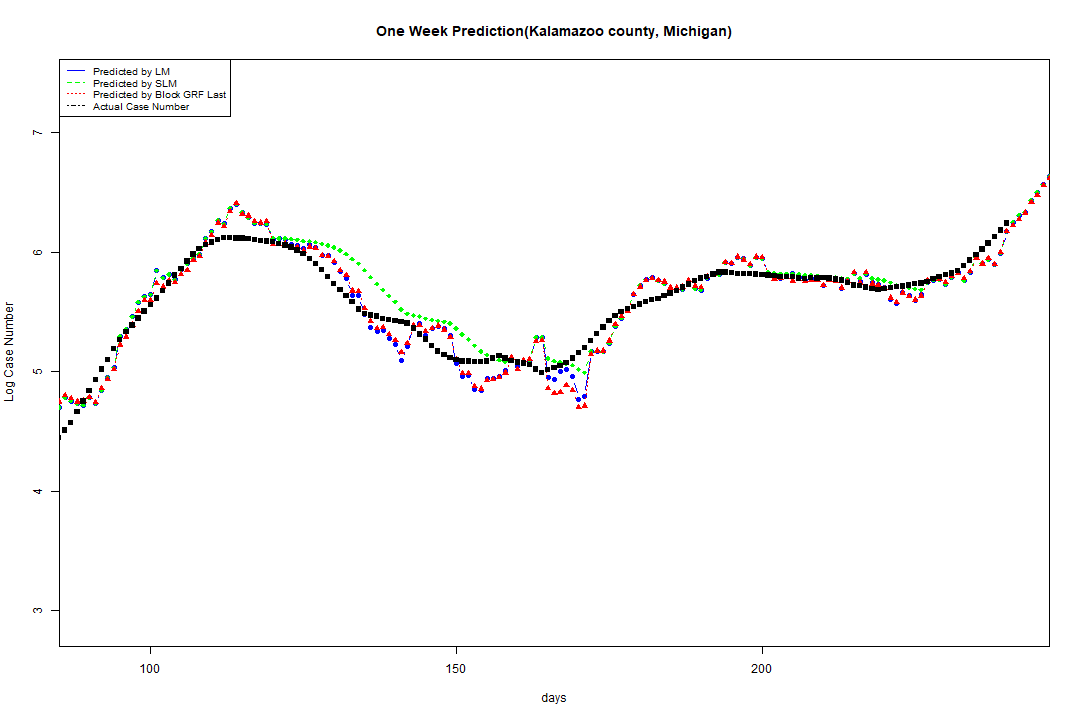 One Week Prediction(Kalamazoo county, Michigan)
Predicted by LM
Predicted by SLM
Predicted by Block GRF Last
Actual Case Number
7
6
5
4
3
Log Case Number
100 150 200
days